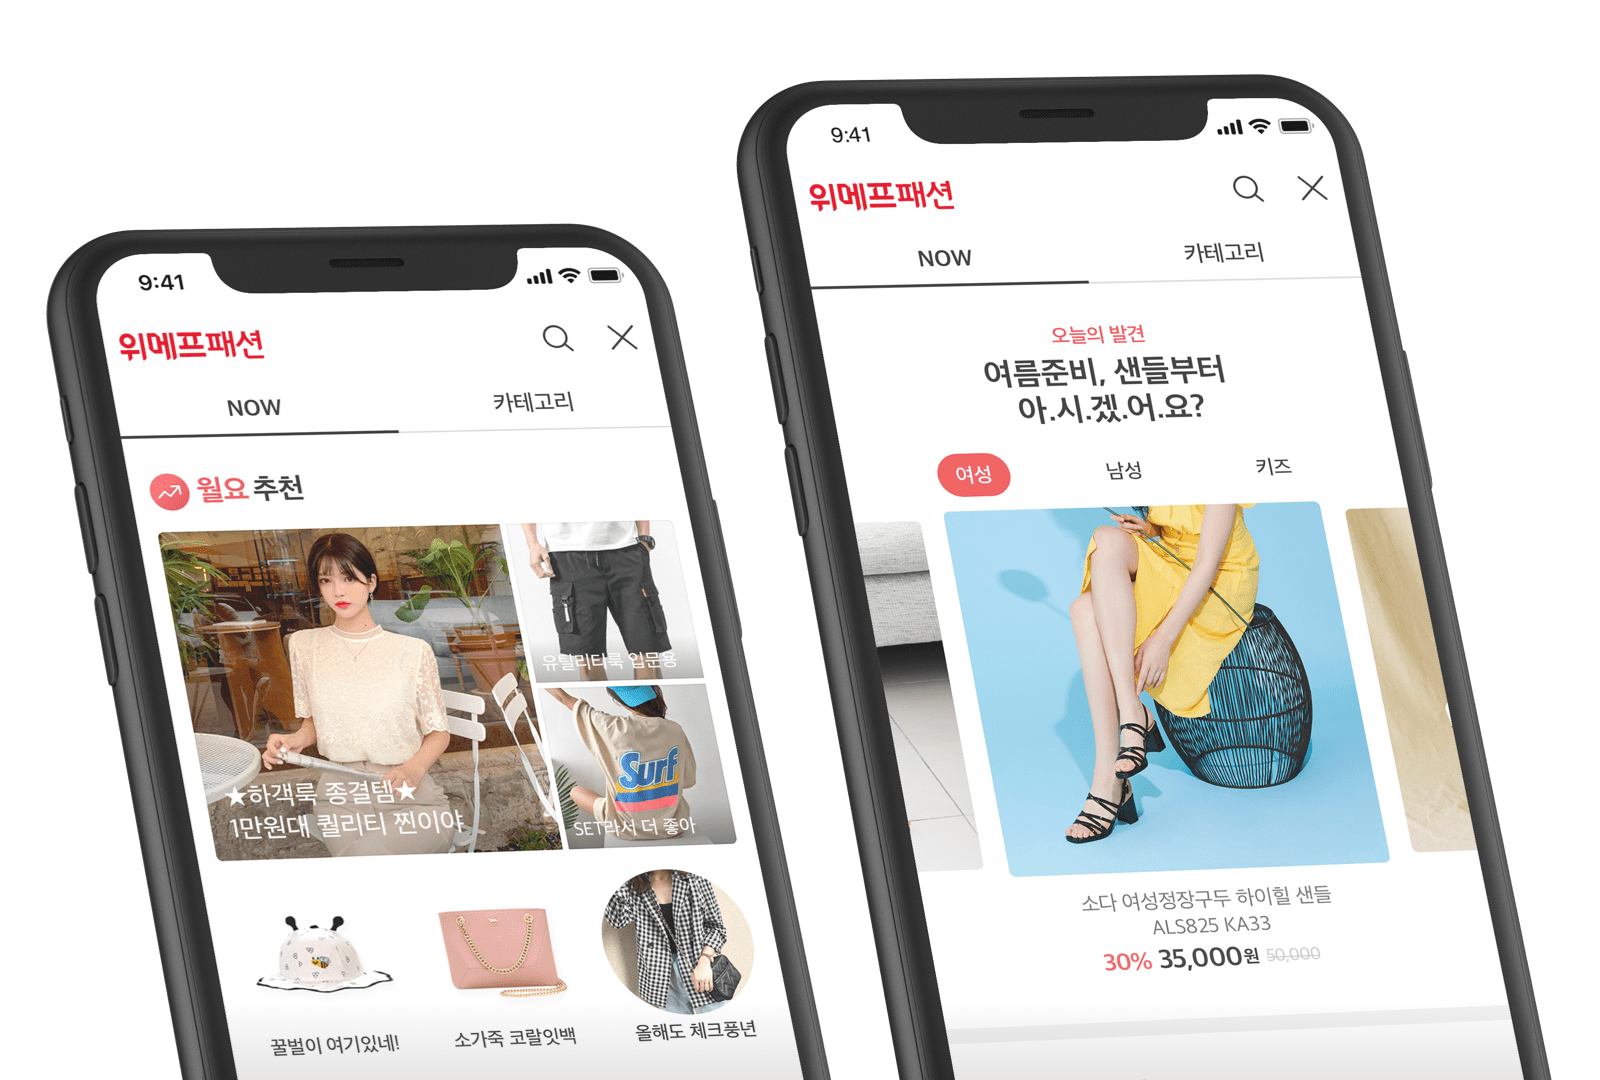 9:41
위메프패션
NOW
카테고리
월요 추천
★하객룩 종결템★
1만원대 퀄리티 찐이야
유틸리티룩 입문용
Surf
SET라서 더 좋아
꿀벌이 여기있네!
소가죽 코랄잇백
올해도 체크풍년
9:41
위메프패션
NOW
카테고리
오늘의 발견
여름준비, 샌들부터
아.시.겠.어.요?
여성
남성
키즈
소다 여성정장구두 하이힐 샌들
ALS825 KA33
30% 35,000원 50,000